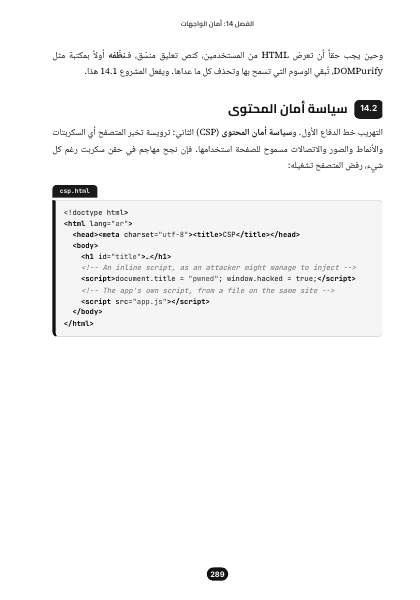 الفصل 14: أمان الواجهات
وحين يجب حقاً أن تعرض HTML من المستخدمين، كنص تعليق منسّق، فنظّفه أولاً بمكتبة مثل
DOMPurify، تُبقي الوسوم التي تسمح بها وتحذف كل ما عداها. ويفعل المشروع 14.1 هذا.
14.2 سياسة أمان المحتوى
التهريب خط الدفاع الأول. وسياسة أمان المحتوى (CSP) الثاني: ترويسة تخبر المتصفح أي السكربتات
والأنماط والصور والاتصالات مسموح للصفحة استخدامها. فإن نجح مهاجم في حقن سكربت رغم كل
شيء، رفض المتصفح تشغيله:
csp.html
<!doctype html>
<html lang="ar">
<head><meta charset="utf-8"><title>CSP</title></head>
<body>
<h1 id="title">…</h1>
<!-- An inline script, as an attacker might manage to inject -->
<script>document.title = "pwned"; window.hacked = true;</script>
<!-- The app's own script, from a file on the same site -->
<script src="app.js"></script>
</body>
</html>
289